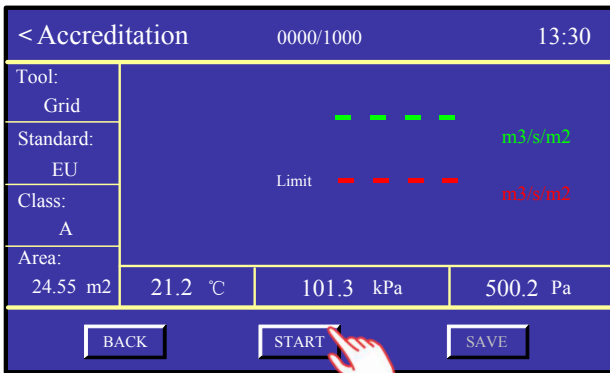 < Accreditation 0000/1000 13:30
Tool:
Grid
Standard:
EU
Class:
A
Area:
24.55 m2
– – – – m3/s/m2
Limit – – – – m3/s/m2
21.2 ℃ 101.3 kPa 500.2 Pa
BACK START SAVE